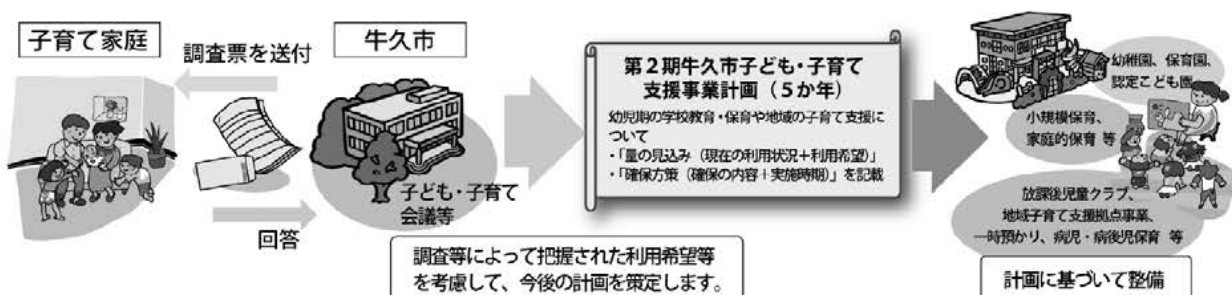 子育て家庭
調査票を送付
回答
牛久市
子ども・子育て
会議等
調査等によって把握された利用希望等
を考慮して、今後の計画を策定します。
第2期牛久市子ども・子育て
支援事業計画（5か年）
幼児期の学校教育・保育や地域の子育て支援に
ついて
・「量の見込み（現在の利用状況＋利用希望）」
・「確保方策（確保の内容＋実施時期）」を記載
幼稚園、保育園、
認定こども園
小規模保育、
家庭的保育 等
放課後児童クラブ、
地域子育て支援拠点事業、
一時預かり、病児・病後児保育 等
計画に基づいて整備